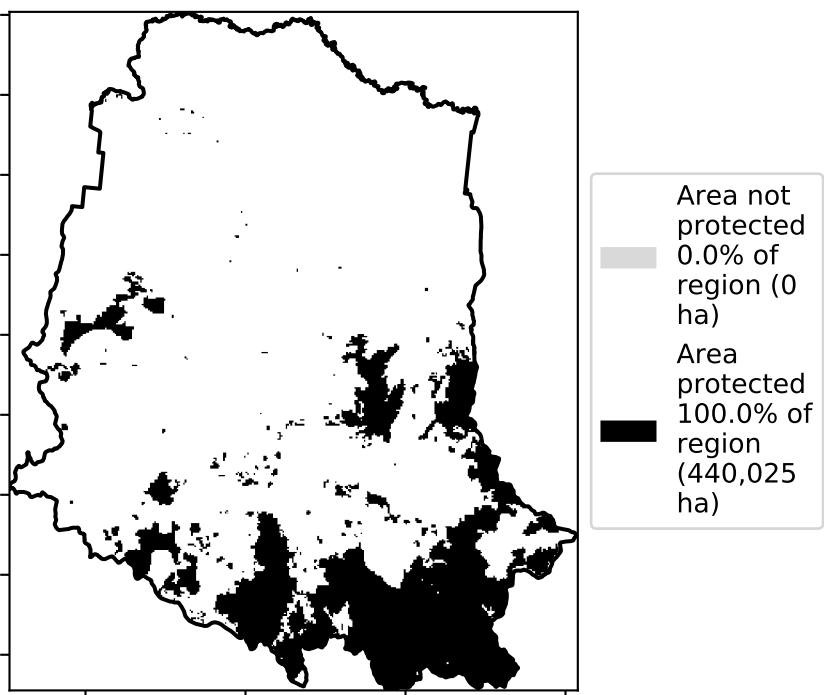 Area not
protected
0.0% of
region (0
ha)
Area
protected
100.0% of
region
(440,025
ha)